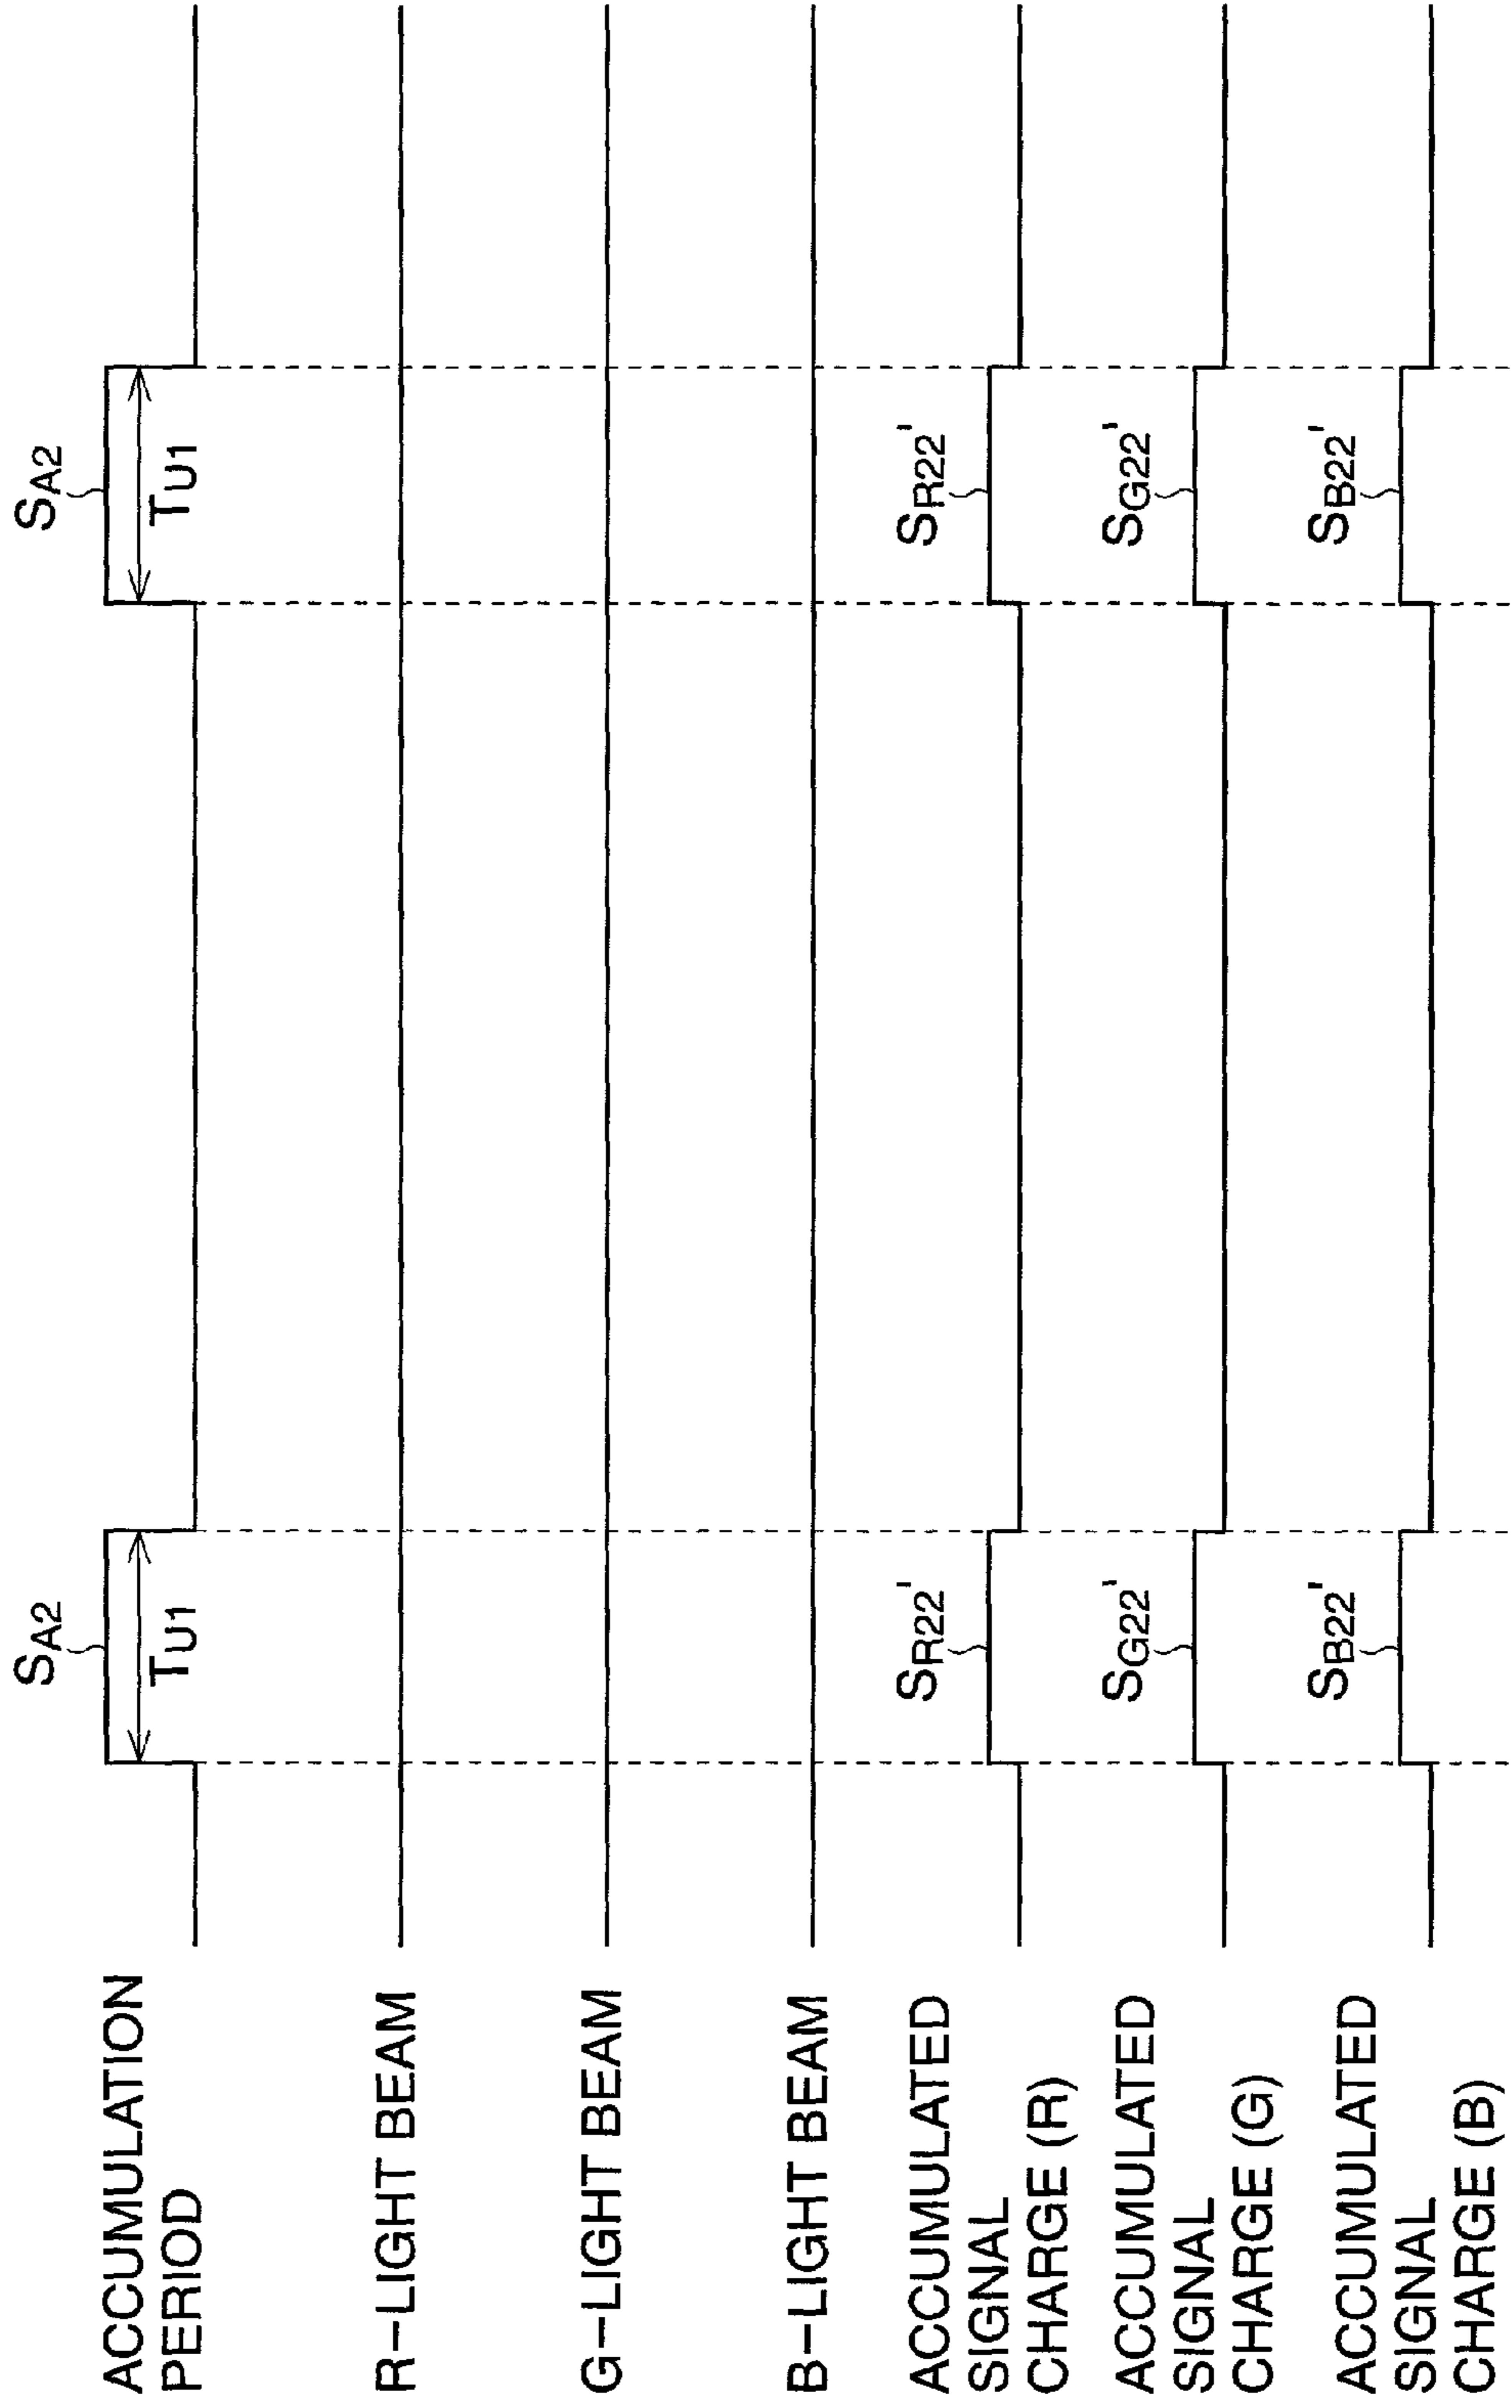 ACCUMULATION
PERIOD
SA2
TU1
SA2
TU1
R-LIGHT BEAM
G-LIGHT BEAM
B-LIGHT BEAM
ACCUMULATED
SIGNAL
CHARGE (R)
SR22'
SR22'
ACCUMULATED
SIGNAL
CHARGE (G)
SG22'
SG22'
ACCUMULATED
SIGNAL
CHARGE (B)
SB22'
SB22'